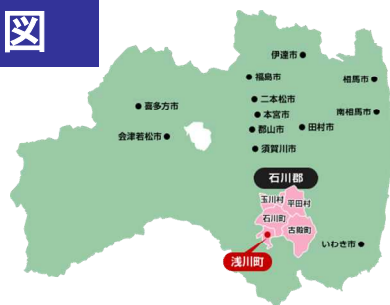 図
伊達市
福島市
相馬市
二本松市
喜多方市
本宮市
南相馬市
郡山市
田村市
会津若松市
須賀川市
石川郡
玉川村
平田村
石川町
古殿町
いわき市
浅川町